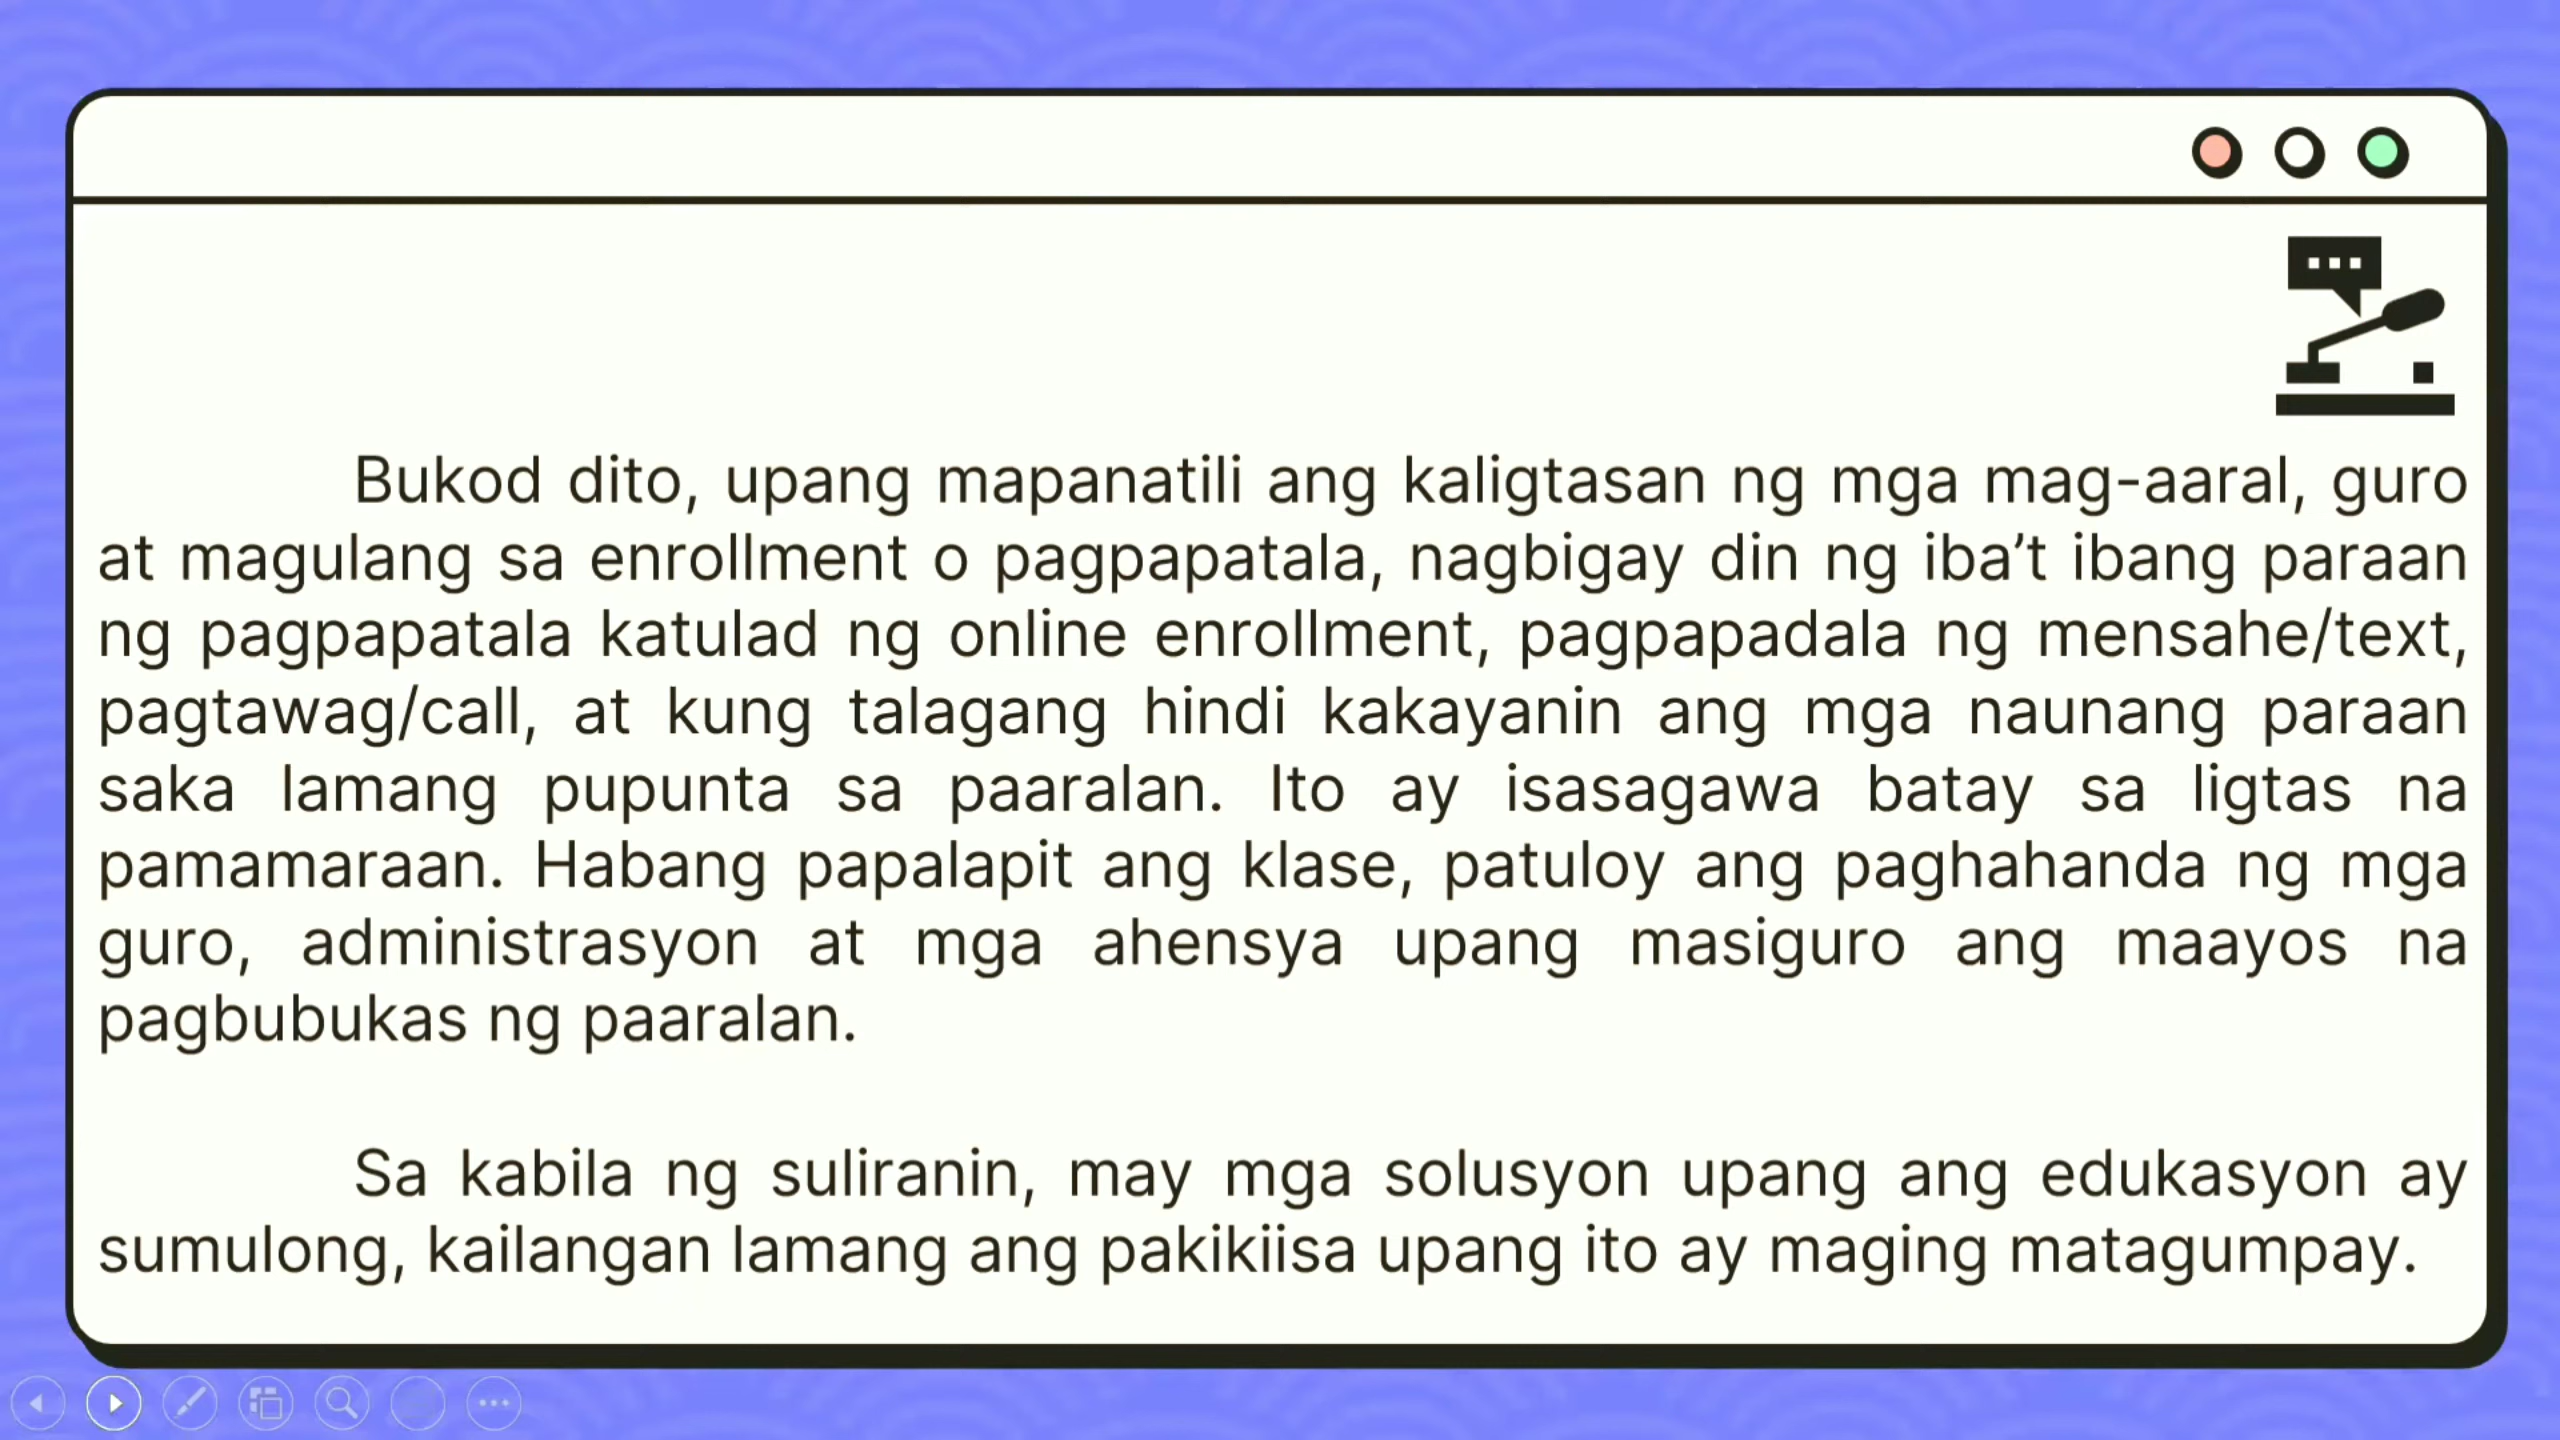 Bukod dito, upang mapanatili ang kaligtasan ng mga mag-aaral, guro
at magulang sa enrollment o pagpapatala, nagbigay din ng iba’t ibang paraan
ng pagpapatala katulad ng online enrollment, pagpapadala ng mensahe/text,
pagtawag/call, at kung talagang hindi kakayanin ang mga naunang paraan
saka lamang pupunta sa paaralan. Ito ay isasagawa batay sa ligtas na
pamamaraan. Habang papalapit ang klase, patuloy ang paghahanda ng mga
guro, administrasyon at mga ahensya upang masiguro ang maayos na
pagbubukas ng paaralan.
Sa kabila ng suliranin, may mga solusyon upang ang edukasyon ay
sumulong, kailangan lamang ang pakikiisa upang ito ay maging matagumpay.